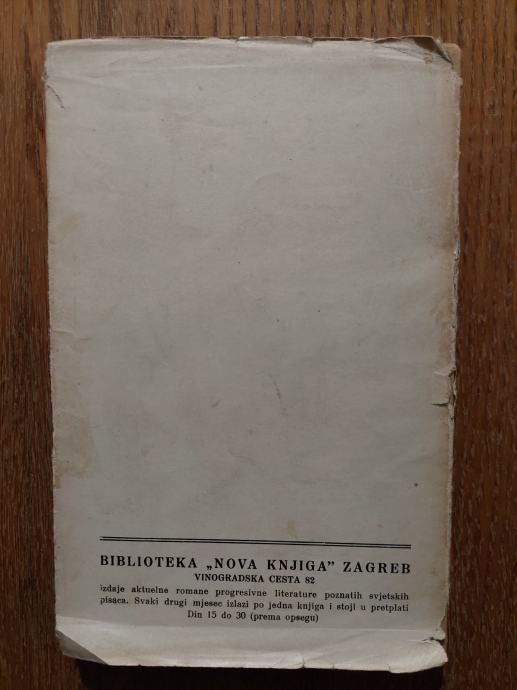 BIBLIOTEKA „NOVA KNJIGA” ZAGREB
VINOGRADSKA CESTA 82
izdaje aktuelne romane progresivne literature poznatih svjetskih
pisaca. Svaki drugi mjesec izlazi po jedna knjiga i stoji u pretplati
Din 15 do 30 (prema opsegu)